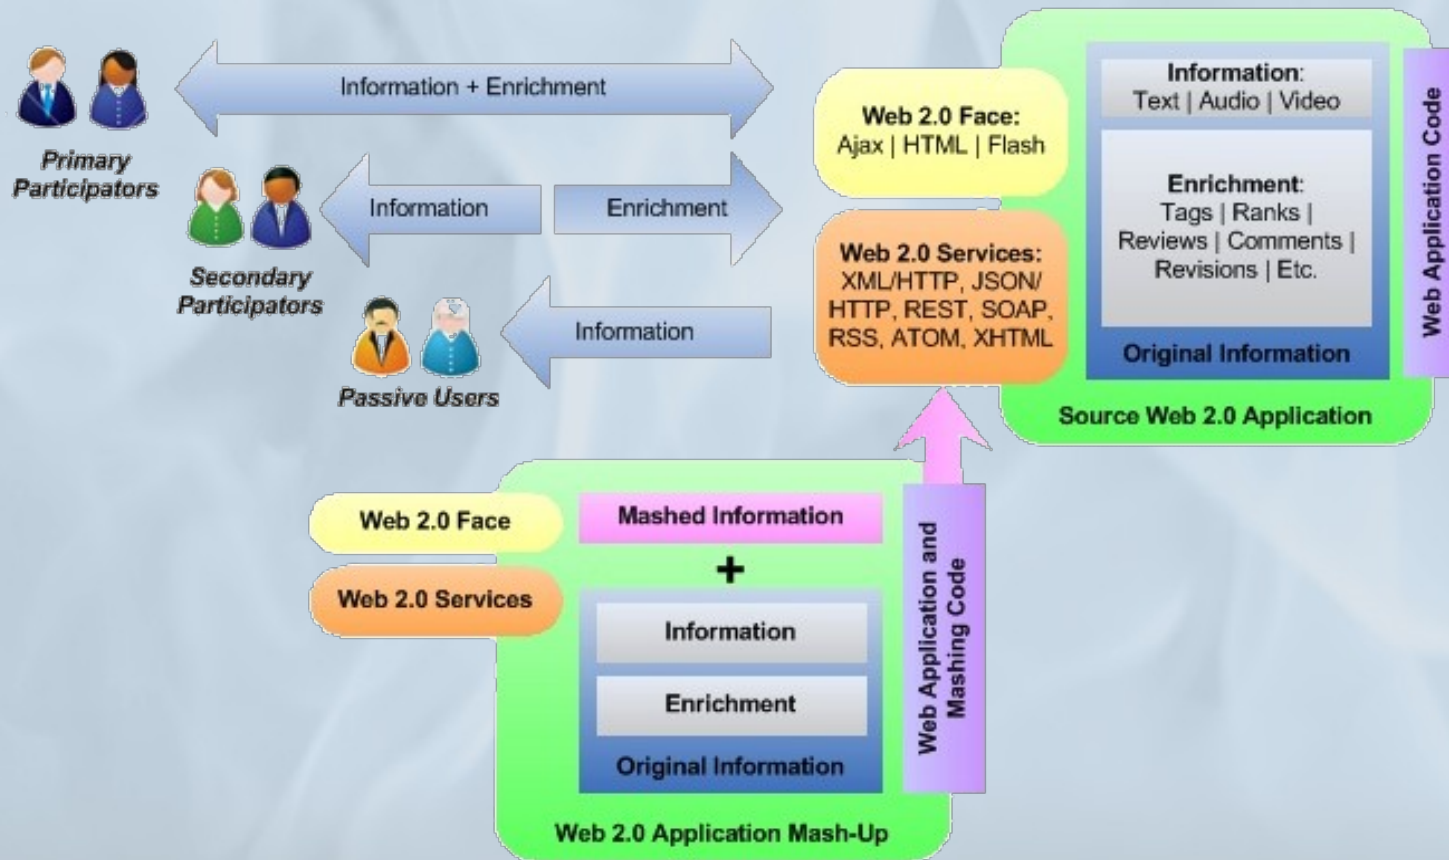 Primary
Participators
Information + Enrichment
Secondary
Participators
Information
Enrichment
Passive Users
Information
Web 2.0 Face:
Ajax | HTML | Flash
Web 2.0 Services:
XML/HTTP, JSON/
HTTP, REST, SOAP,
RSS, ATOM, XHTML
Information:
Text | Audio | Video
Enrichment:
Tags | Ranks |
Reviews | Comments |
Revisions | Etc.
Original Information
Web Application Code
Source Web 2.0 Application
Web 2.0 Face
Web 2.0 Services
Mashed Information
+
Information
Enrichment
Original Information
Web Application and
Mashing Code
Web 2.0 Application Mash-Up